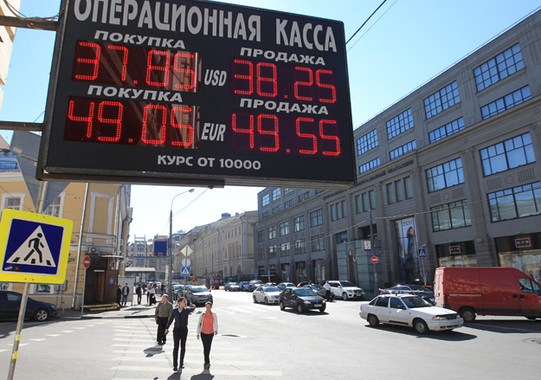 ОПЕРАЦИОННАЯ КАССА
ПОКУПКА ПРОДАЖА
37.85 USD 38.25
ПОКУПКА ПРОДАЖА
49.05 EUR 49.55
КУРС ОТ 10000